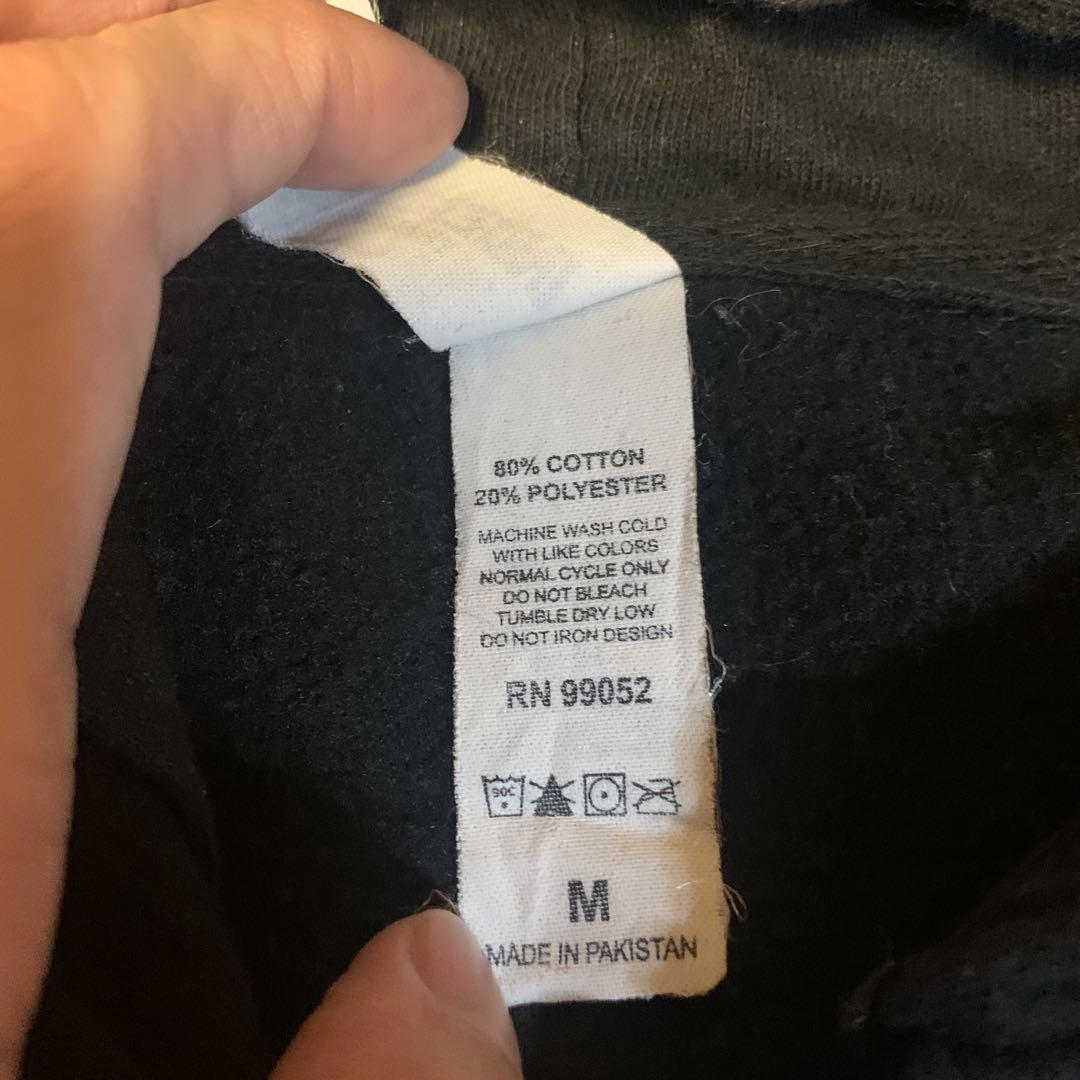 80% COTTON
20% POLYESTER
MACHINE WASH COLD
WITH LIKE COLORS
NORMAL CYCLE ONLY
DO NOT BLEACH
TUMBLE DRY LOW
DO NOT IRON DESIGN
RN 99052
30C
M
MADE IN PAKISTAN